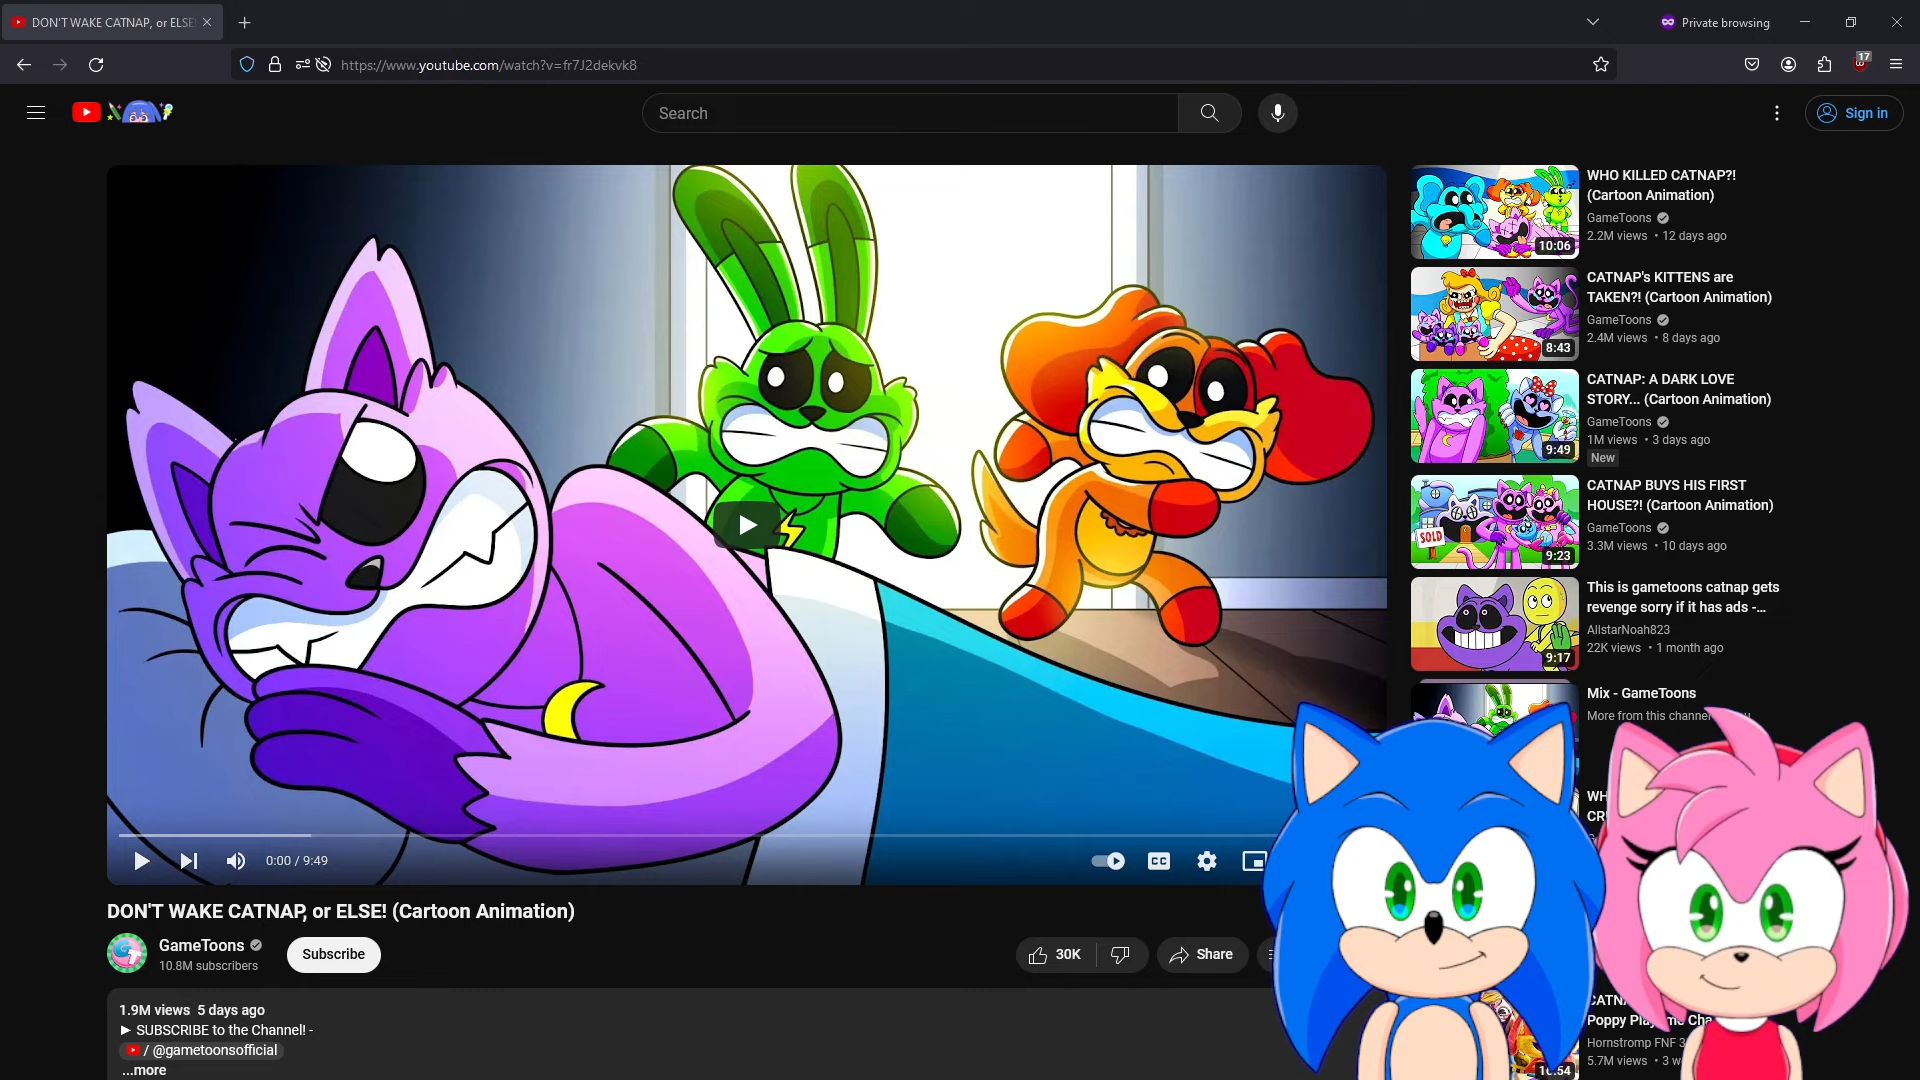 DON'T WAKE CATNAP, or ELSE!
Private browsing
https://www.youtube.com/watch?v=fr7J2dekvk8
17
Search
Sign in
0:00 / 9:49
CC
DON'T WAKE CATNAP, or ELSE! (Cartoon Animation)
GameToons
10.8M subscribers
Subscribe
30K
Share
1.9M views 5 days ago
► SUBSCRIBE to the Channel! -
/ @gametoonsofficial
...more
10:06
WHO KILLED CATNAP?!
(Cartoon Animation)
GameToons
2.2M views • 12 days ago
8:43
CATNAP's KITTENS are
TAKEN?! (Cartoon Animation)
GameToons
2.4M views • 8 days ago
9:49
CATNAP: A DARK LOVE
STORY... (Cartoon Animation)
GameToons
1M views • 3 days ago
New
SOLD
9:23
CATNAP BUYS HIS FIRST
HOUSE?! (Cartoon Animation)
GameToons
3.3M views • 10 days ago
9:17
This is gametoons catnap gets
revenge sorry if it has ads -...
AllstarNoah823
22K views • 1 month ago
Mix - GameToons
More from this channel
Poppy
Hornstromp FNF
5.7M views • 3